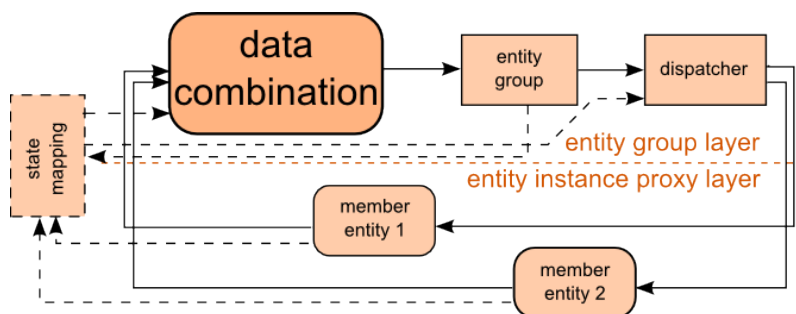 data
combination
entity
group
dispatcher
state
mapping
entity group layer
entity instance proxy layer
member
entity 1
member
entity 2